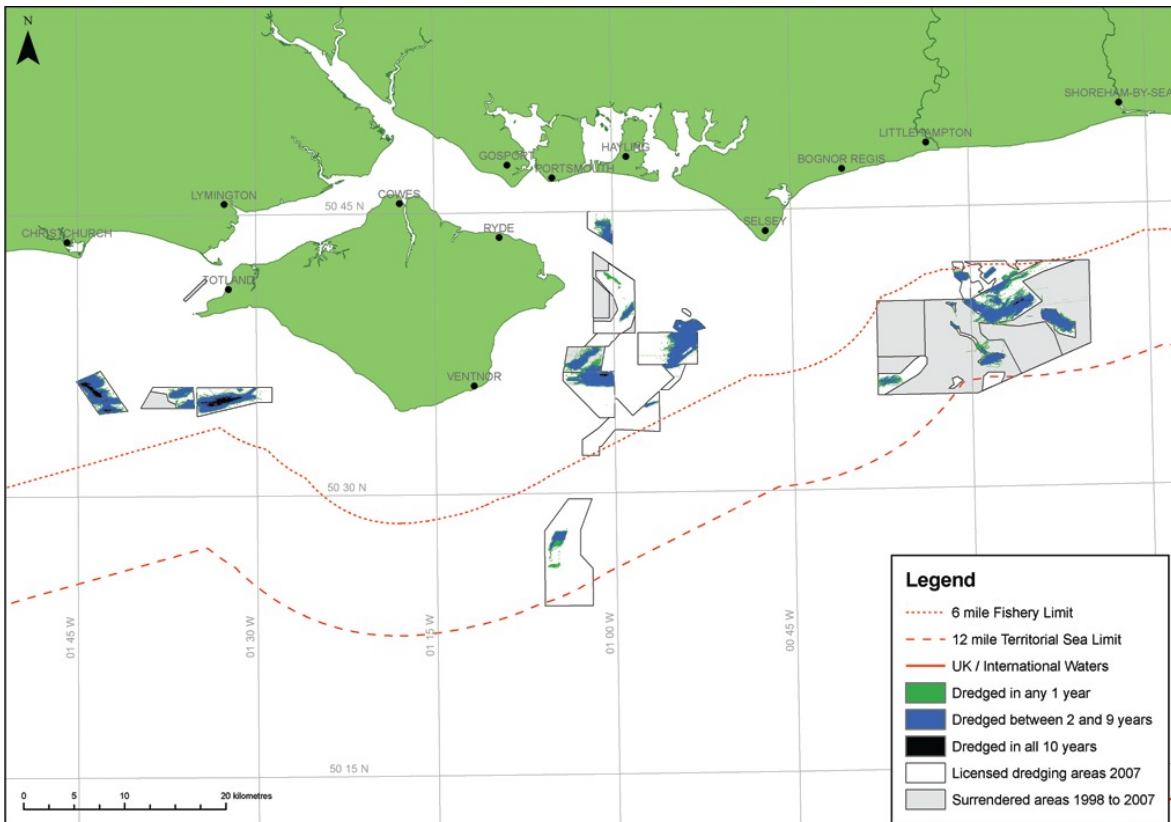 N
SHOREHAM-BY-SEA
LITTLEHAMPTON
HAYLING
GOSPORT
PORTSMOUTH
BOGNOR REGIS
LYMINGTON
COWES
50 45 N
SELSEY
CHRISTCHURCH
RYDE
TOTLAND
VENTNOR
50 30 N
01 45 W
01 30 W
01 15 W
01 00 W
00 45 W
50 15 N
0 5 10 20 kilometres
Legend
6 mile Fishery Limit
12 mile Territorial Sea Limit
UK / International Waters
Dredged in any 1 year
Dredged between 2 and 9 years
Dredged in all 10 years
Licensed dredging areas 2007
Surrendered areas 1998 to 2007